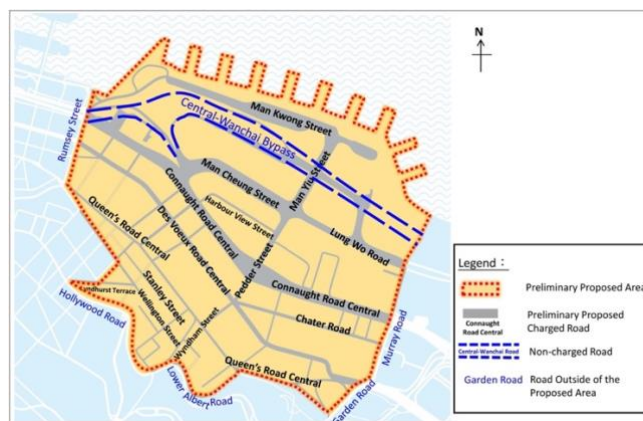 N
Man Kwong Street
Central-Wanchai Bypass
Rumsey Street
Man Yiu Street
Man Cheung Street
Harbour View Street
Lung Wo Road
Connaught Road Central
Queen's Road Central
Des Voeux Road Central
Pedder Street
Stanley Street
Connaught Road Central
Lyndhurst Terrace
Wellington Street
Hollywood Road
Wyndham Street
Chater Road
Murray Road
Queen's Road Central
Lower Albert Road
Garden Road
Legend :
Preliminary Proposed Area
Connaught
Road Central
Preliminary Proposed
Charged Road
Central-Wanchai Road
Non-charged Road
Garden Road
Road Outside of the
Proposed Area